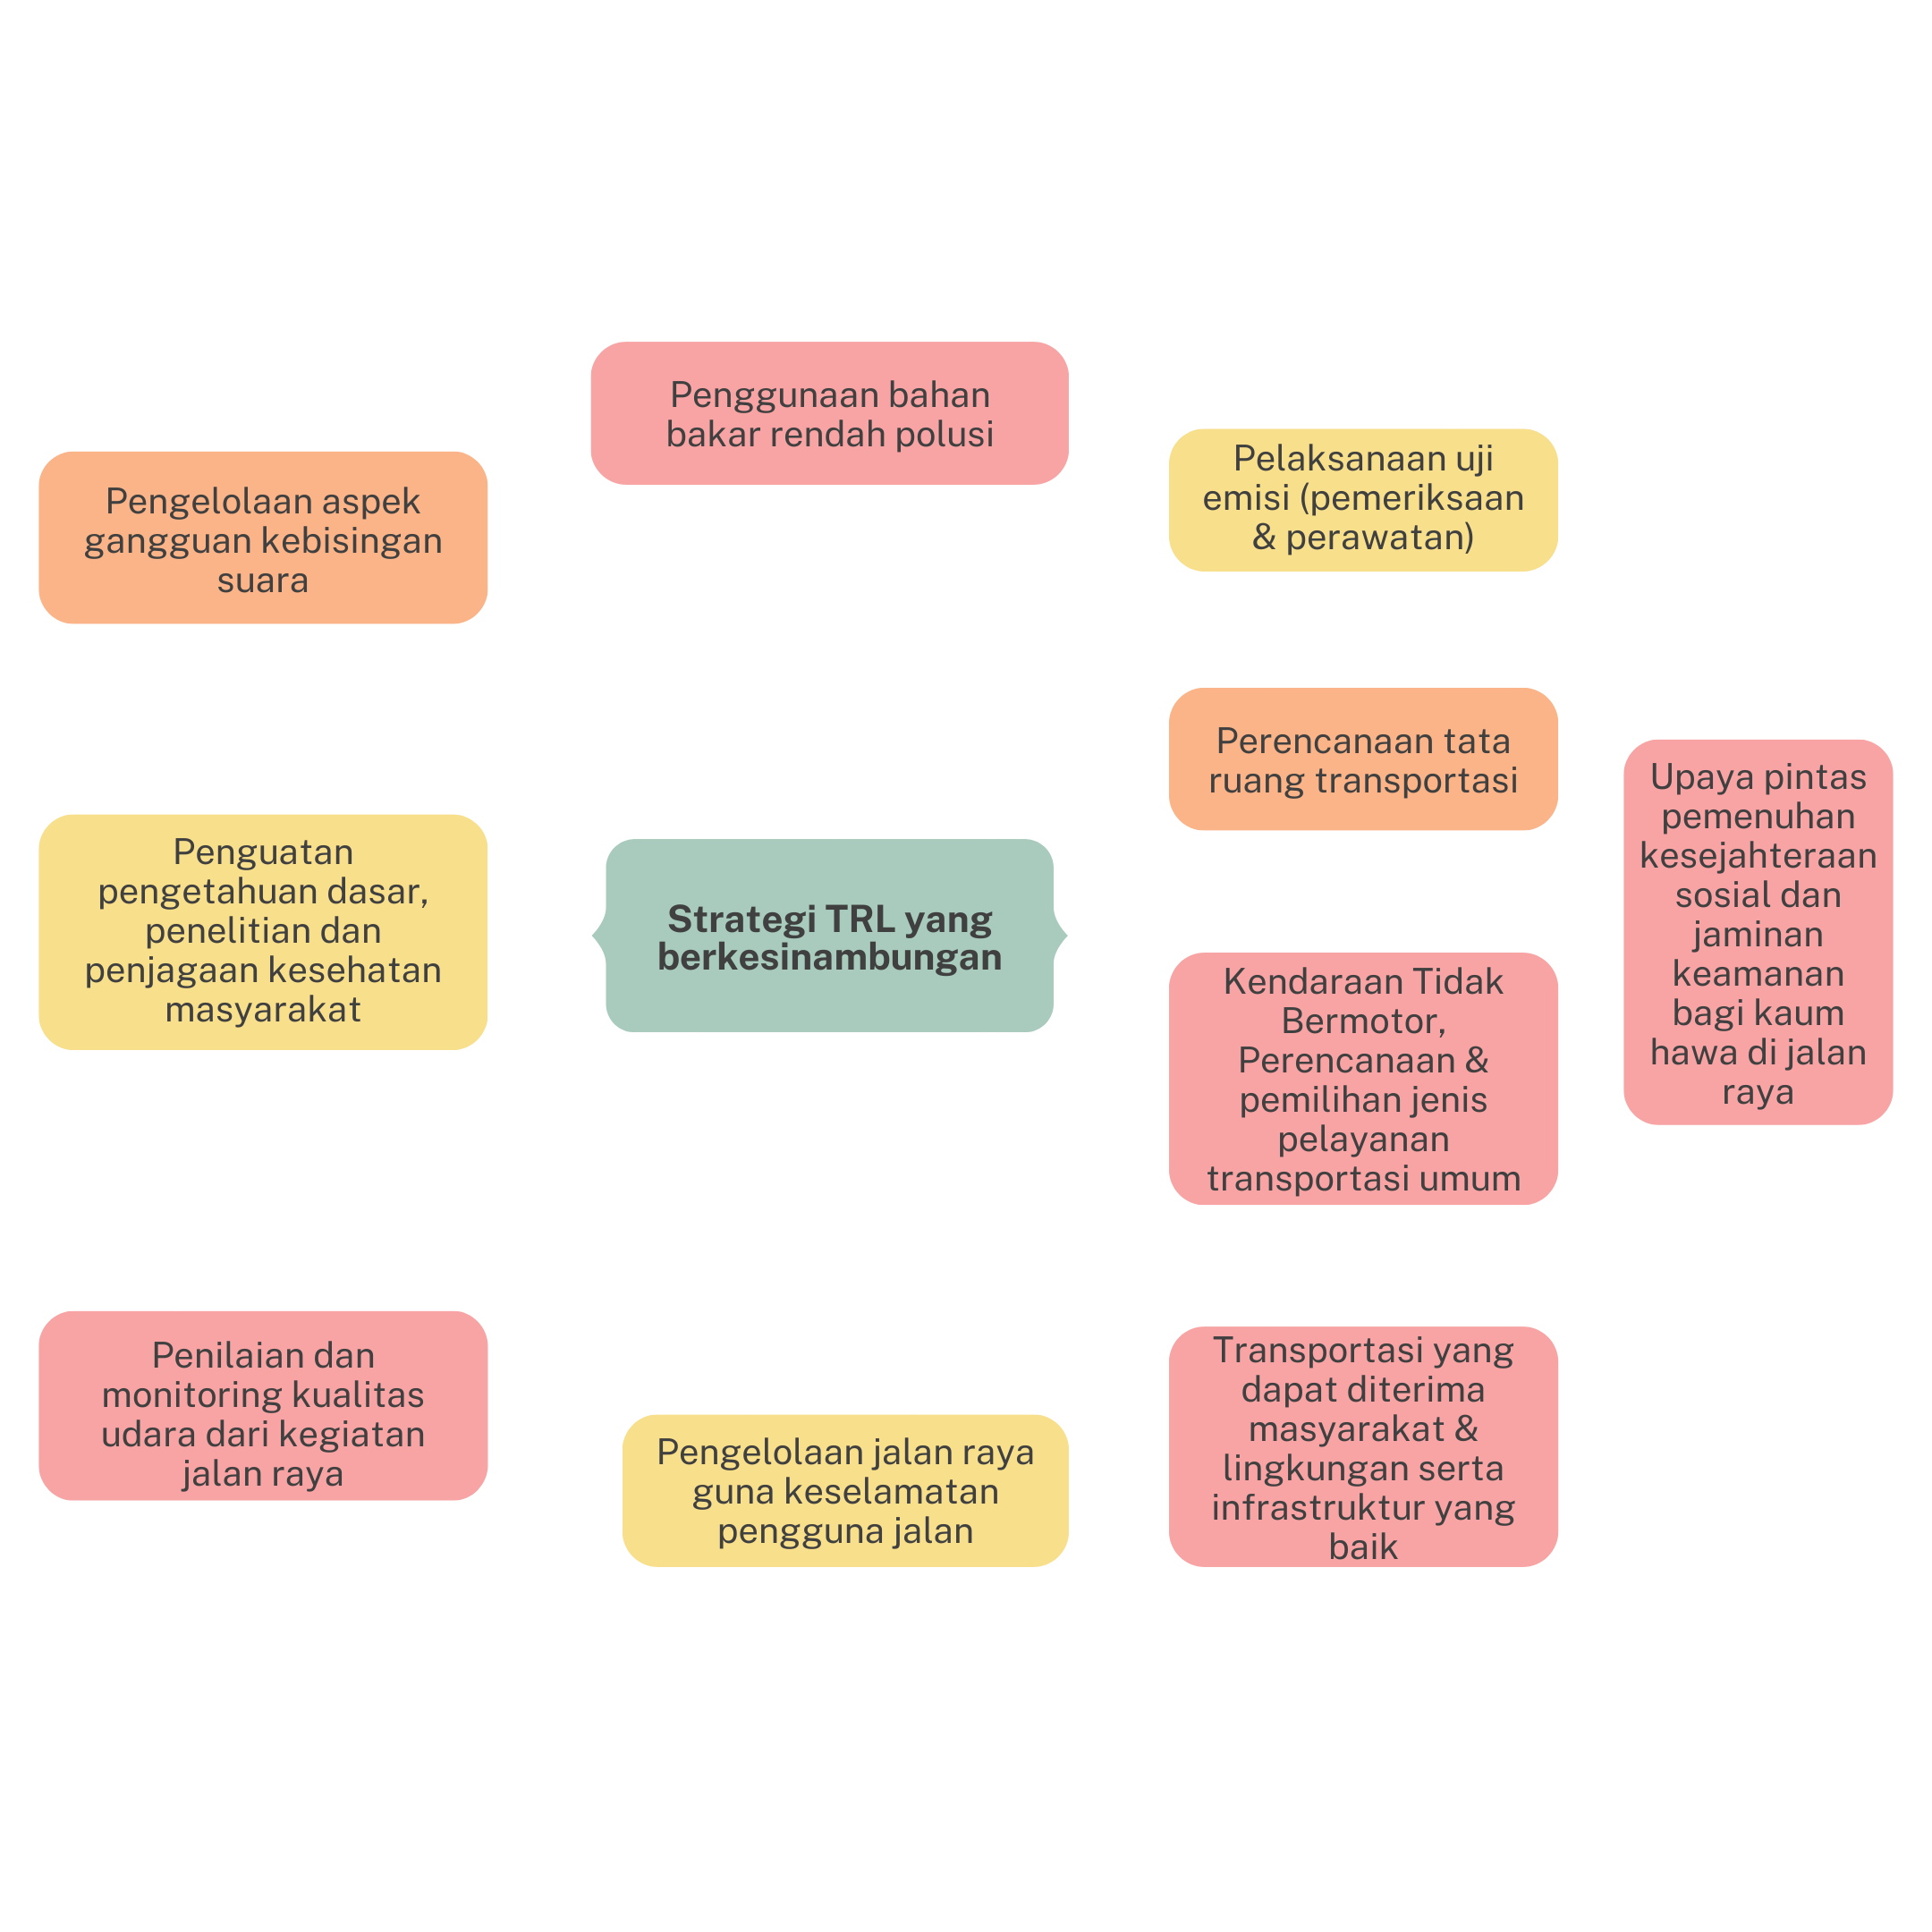 Penggunaan bahan
bakar rendah polusi
Pelaksanaan uji
emisi (pemeriksaan
& perawatan)
Pengelolaan aspek
gangguan kebisingan
suara
Perencanaan tata
ruang transportasi
Upaya pintas
pemenuhan
kesejahteraan
sosial dan
jaminan
keamanan
bagi kaum
hawa di jalan
raya
Penguatan
pengetahuan dasar,
penelitian dan
penjagaan kesehatan
masyarakat
Strategi TRL yang
berkesinambungan
Kendaraan Tidak
Bermotor,
Perencanaan &
pemilihan jenis
pelayanan
transportasi umum
Penilaian dan
monitoring kualitas
udara dari kegiatan
jalan raya
Pengelolaan jalan raya
guna keselamatan
pengguna jalan
Transportasi yang
dapat diterima
masyarakat &
lingkungan serta
infrastruktur yang
baik